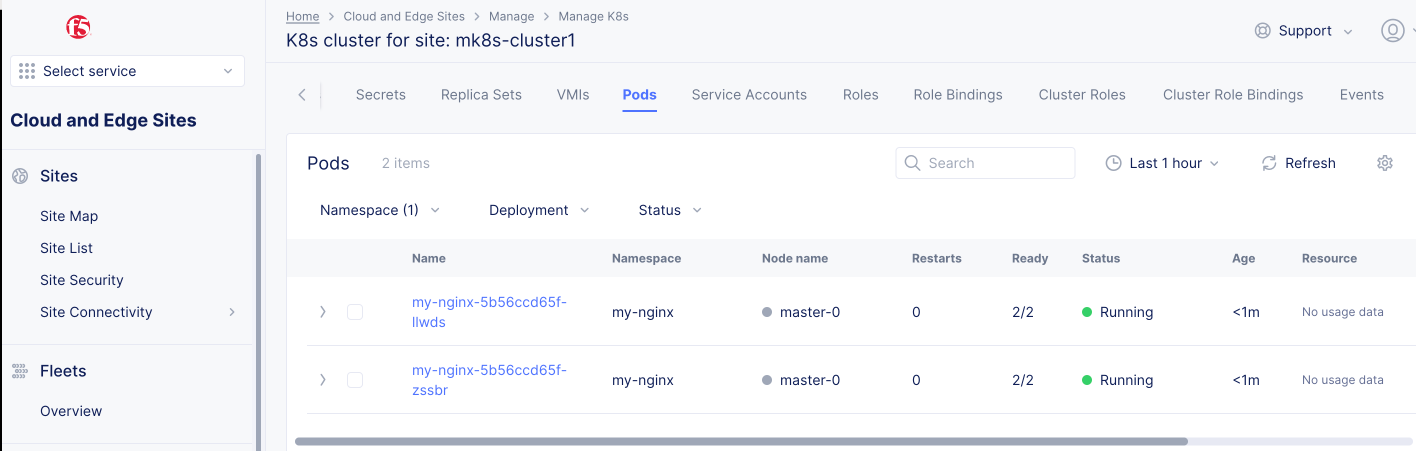 f5
Select service
Cloud and Edge Sites
Sites
Site Map
Site List
Site Security
Site Connectivity
Fleets
Overview
Home > Cloud and Edge Sites > Manage > Manage K8s
K8s cluster for site: mk8s-cluster1
Support
Secrets Replica Sets VMIs Pods Service Accounts Roles Role Bindings Cluster Roles Cluster Role Bindings Events
Pods 2 items Search Last 1 hour Refresh
Namespace (1) Deployment Status
Name Namespace Node name Restarts Ready Status Age Resource
my-nginx-5b56ccd65f-
llwds my-nginx master-0 0 2/2 Running <1m No usage data
my-nginx-5b56ccd65f-
zssbr my-nginx master-0 0 2/2 Running <1m No usage data